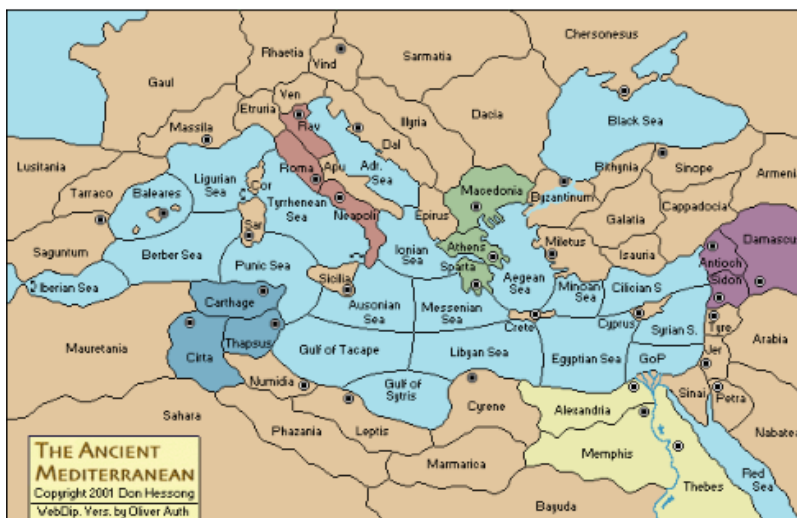 Chersonesus
Rhaetia
Vind
Sarmatia
Gaul
Ven
Etruria
Rav
Illyria
Dacia
Black Sea
Massila
Dal
Lusitania
Ligurian
Sea
Cor
Roma
Apu
Adr.
Sea
Bithynia
Sinope
Armenia
Tarraco
Baleares
Tyrrhenean
Sea
Neapoli
Epirus
Macedonia
Byzantinum
Galatia
Cappadocia
Saguntum
Sar
Berber Sea
Ionian
Sea
Athens
Miletus
Isauria
Damascus
Antioch
Iberian Sea
Punic Sea
Sicilia
Sparta
Aegean
Sea
Minoan
Sea
Cilician S.
Sidon
Carthage
Ausonian
Sea
Messenian
Sea
Crete
Cyprus
Syrian S.
Tyre
Mauretania
Cirta
Thapsus
Gulf of Tacape
Libyan Sea
Egyptian Sea
GoP
Jer
Arabia
Numidia
Gulf of
Sytris
Cyrene
Alexandria
Sinai
Petra
Sahara
Phazania
Leptis
Marmarica
Memphis
Thebes
Nabatea
Red
Sea
Bayuda
THE ANCIENT
MEDITERRANEAN
Copyright 2001 Don Hessong
WebDip. Vers. by Oliver Auth